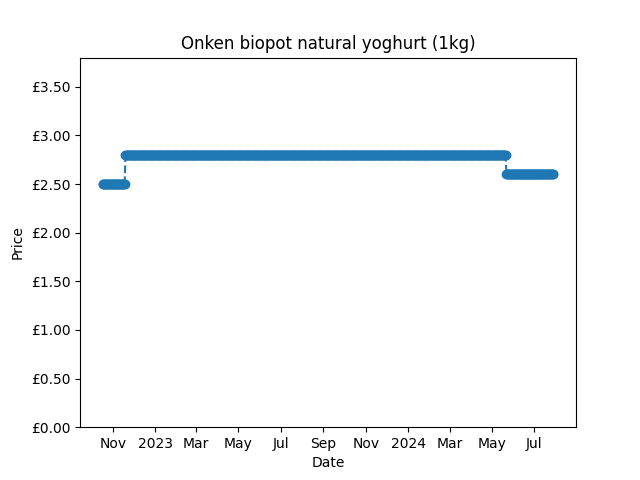 Onken biopot natural yoghurt (1kg)
£3.50
£3.00
£2.50
£2.00
£1.50
£1.00
£0.50
£0.00
Price
Nov 2023 Mar May Jul Sep Nov 2024 Mar May Jul
Date